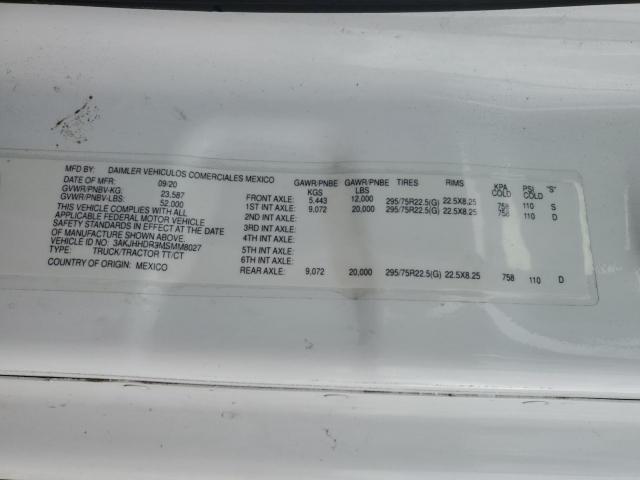 MFD BY: DAIMLER VEHICULOS COMERCIALES MEXICO
DATE OF MFR: 09/20
GVWR/PNBV-KG: 23,587
GVWR/PNBV-LBS: 52,000
THIS VEHICLE COMPLIES WITH ALL
APPLICABLE FEDERAL MOTOR VEHICLE
SAFETY STANDARDS IN EFFECT AT THE DATE
OF MANUFACTURE SHOWN ABOVE.
VEHICLE ID: 3AKJHHDR3MSMM8027
TYPE: TRUCK/TRACTOR TT/CT
COUNTRY OF ORIGIN: MEXICO
GAWR/PNBE KGS GAWR/PNBE LBS TIRES RIMS KPA COLD PSI COLD "S"
FRONT AXLE: 5,443 12,000 295/75R22.5(G) 22.5X8.25 758 110 S
1ST INT AXLE: 9,072 20,000 295/75R22.5(G) 22.5X8.25 758 110 D
2ND INT AXLE:
3RD INT AXLE:
4TH INT AXLE:
5TH INT AXLE:
6TH INT AXLE:
REAR AXLE: 9,072 20,000 295/75R22.5(G) 22.5X8.25 758 110 D